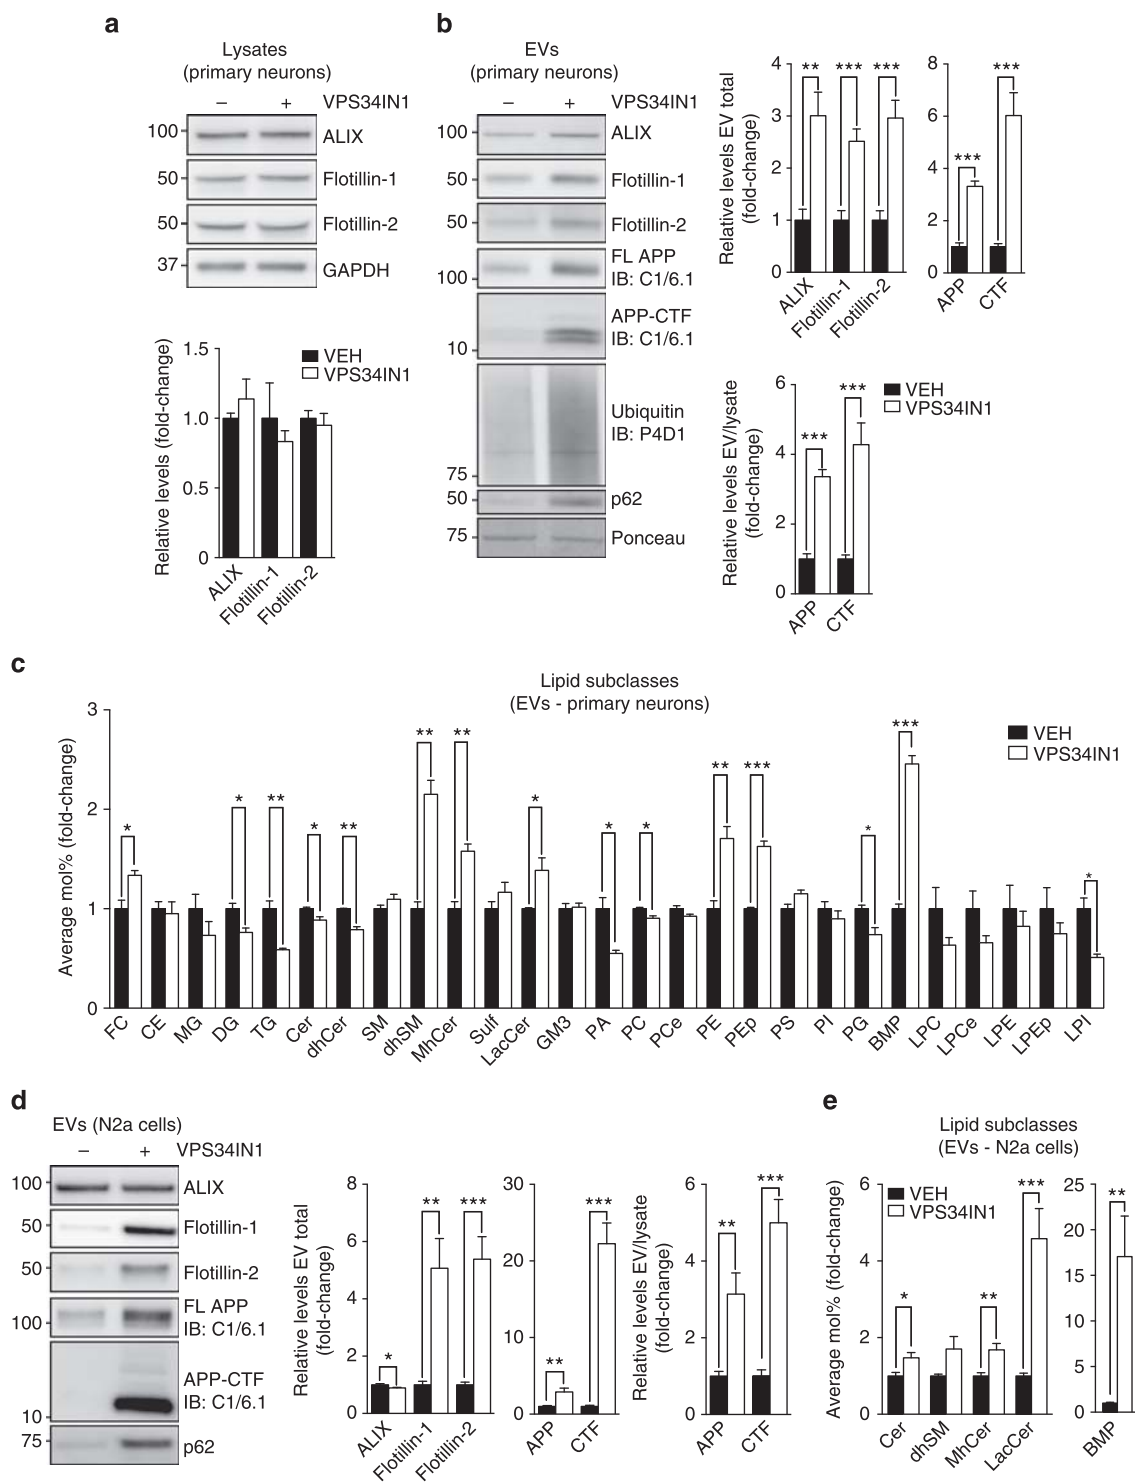 a
Lysates
(primary neurons)
– + VPS34IN1
100 ALIX
50 Flotillin-1
50 Flotillin-2
37 GAPDH
Relative levels (fold-change)
1.5
1.0
0.5
0
VEH
VPS34IN1
ALIX
Flotillin-1
Flotillin-2
b
EVs
(primary neurons)
– + VPS34IN1
100 ALIX
50 Flotillin-1
50 Flotillin-2
100 FL APP
IB: C1/6.1
APP-CTF
10 IB: C1/6.1
Ubiquitin
IB: P4D1
75
50 p62
75 Ponceau
Relative levels EV total
(fold-change)
4
3
2
1
0
** *** ***
ALIX
Flotillin-1
Flotillin-2
8
6
4
2
0
*** ***
APP
CTF
Relative levels EV/lysate
(fold-change)
6
4
2
0
*** ***
APP
CTF
VEH
VPS34IN1
c
Lipid subclasses
(EVs - primary neurons)
Average mol% (fold-change)
3
2
1
0
VEH
VPS34IN1
* * ** * ** ** ** * * * ** *** * *** *
FC
CE
MG
DG
TG
Cer
dhCer
SM
dhSM
MhCer
Sulf
LacCer
GM3
PA
PC
PCe
PE
PEp
PS
PI
PG
BMP
LPC
LPCe
LPE
LPEp
LPI
d
EVs (N2a cells)
– + VPS34IN1
100 ALIX
50 Flotillin-1
50 Flotillin-2
100 FL APP
IB: C1/6.1
APP-CTF
10 IB: C1/6.1
75 p62
Relative levels EV total
(fold-change)
8
6
4
2
0
* ** ***
ALIX
Flotillin-1
Flotillin-2
30
20
10
0
** ***
APP
CTF
Relative levels EV/lysate
(fold-change)
6
4
2
0
** ***
APP
CTF
e
Lipid subclasses
(EVs - N2a cells)
Average mol% (fold-change)
6
4
2
0
VEH
VPS34IN1
* ** ***
Cer
dhSM
MhCer
LacCer
25
20
15
10
5
0
**
BMP